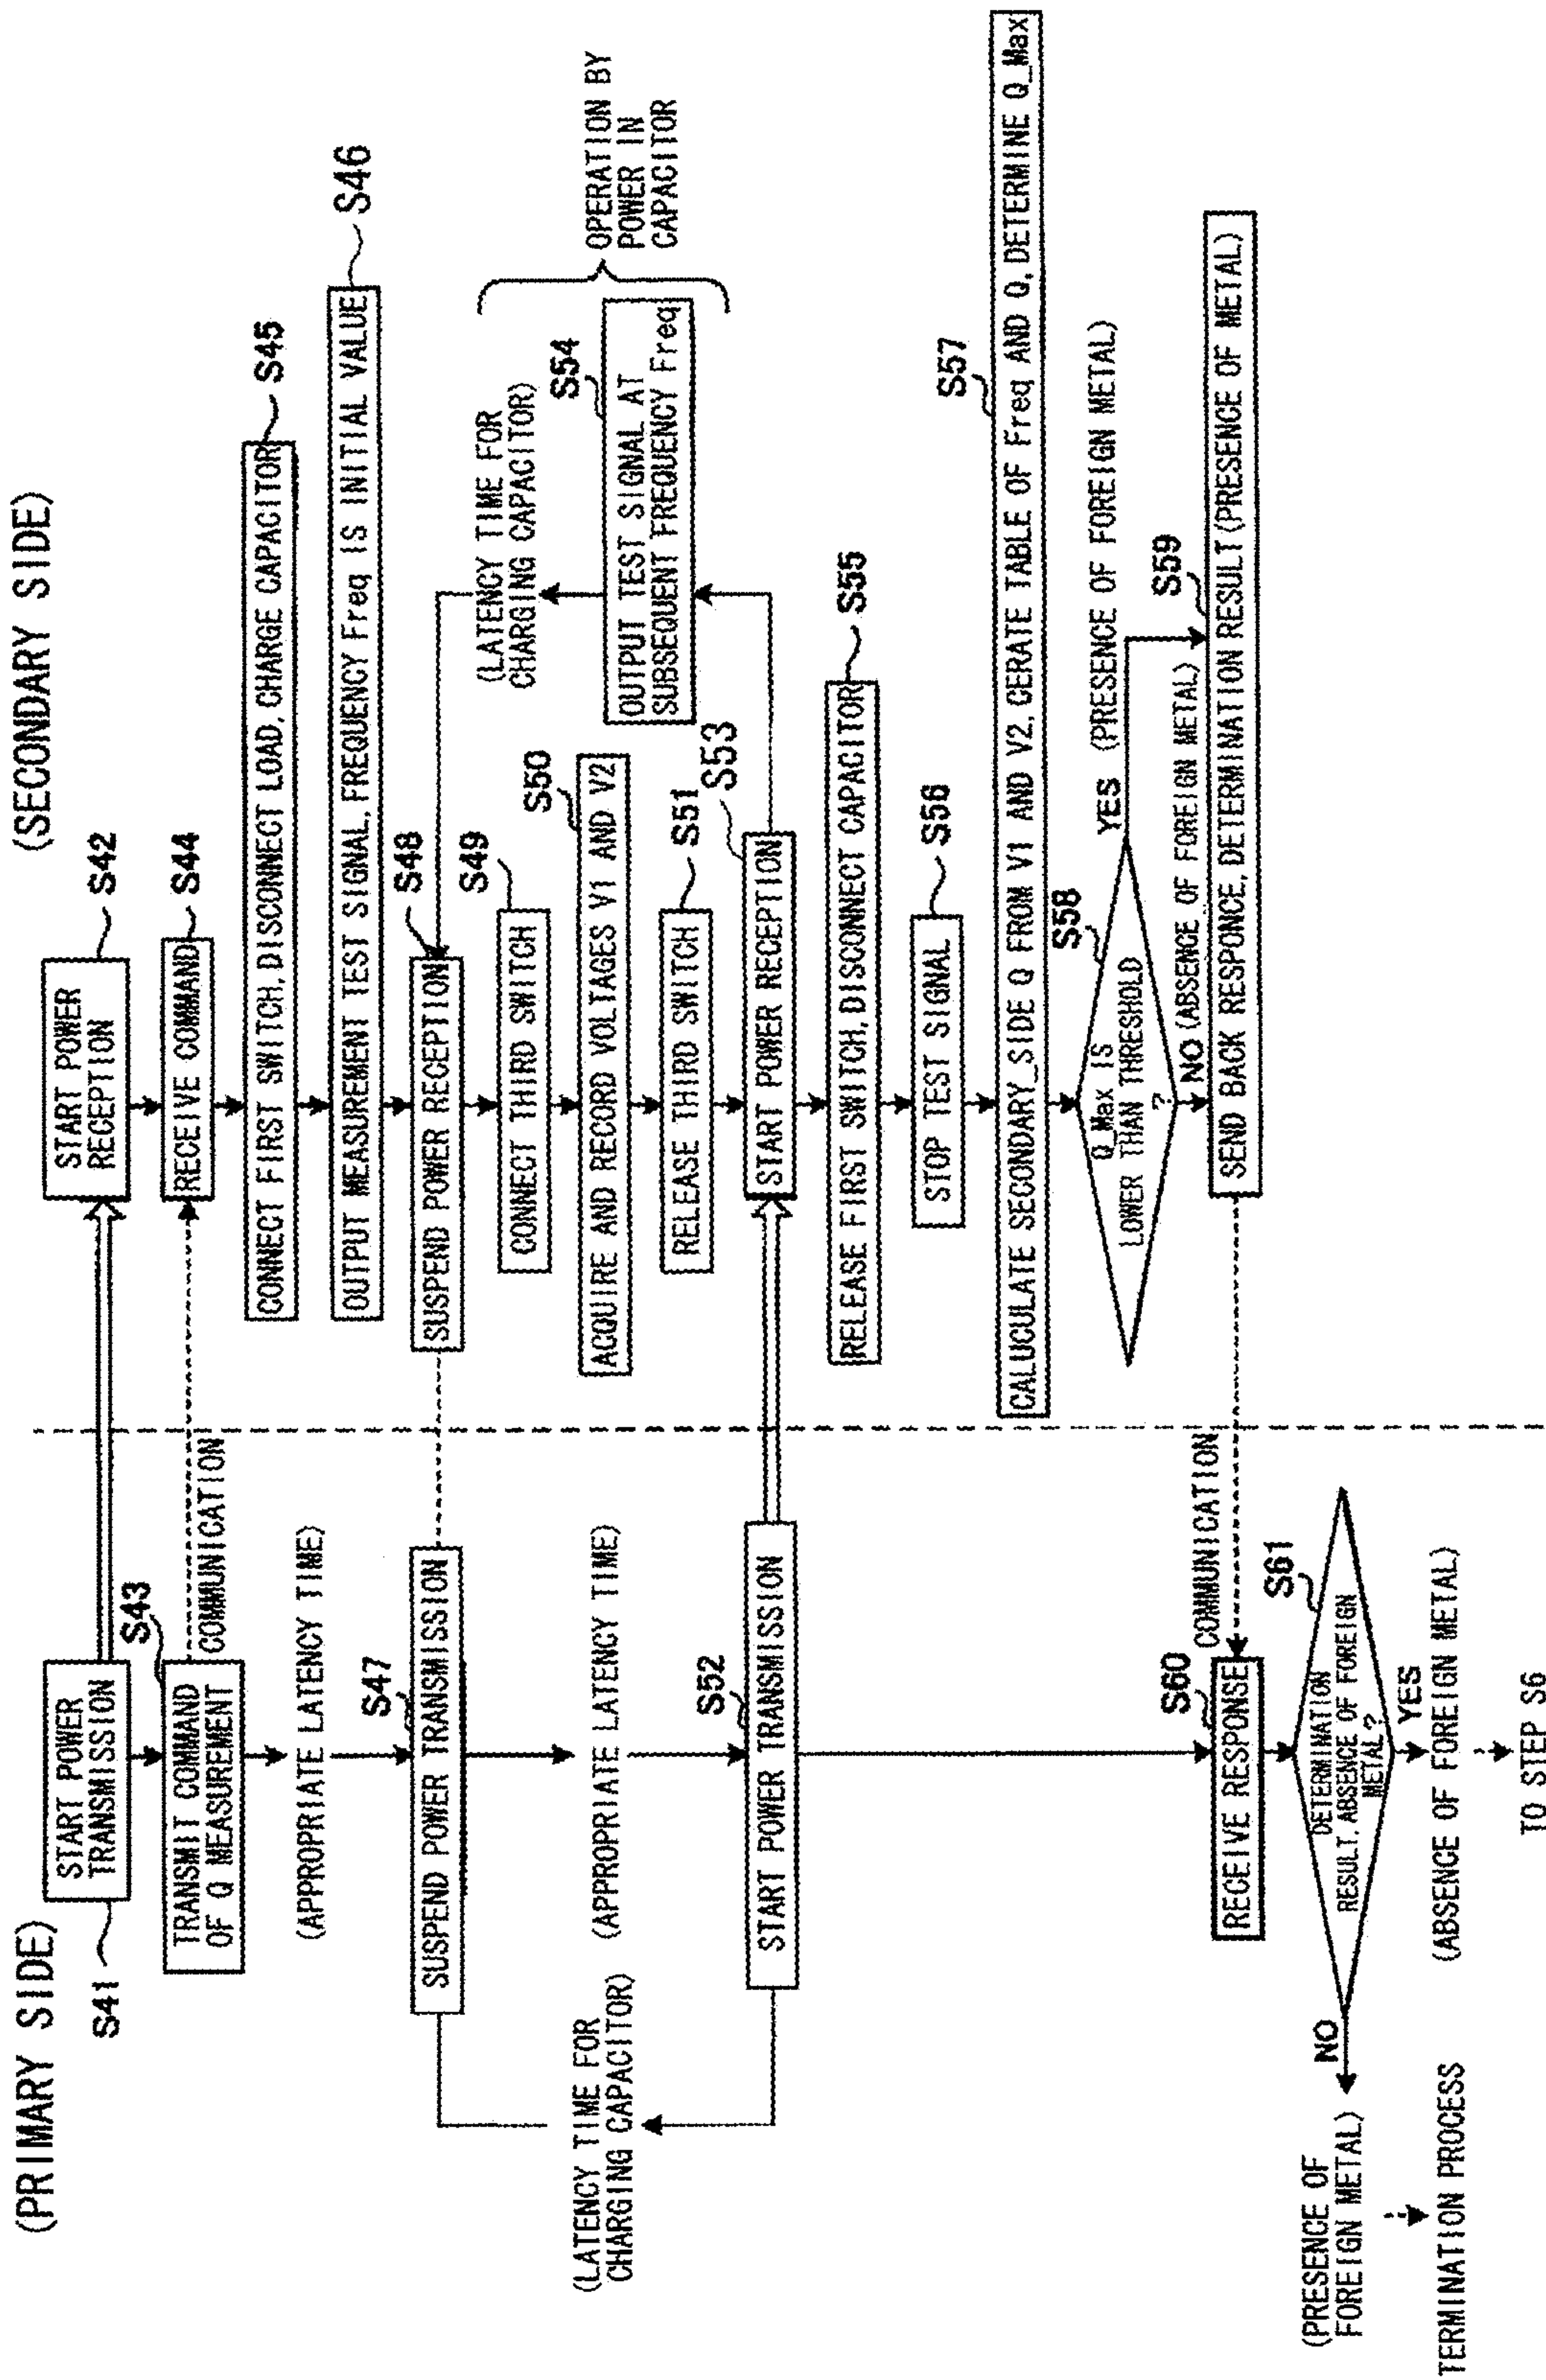 (PRIMARY SIDE)
(SECONDARY SIDE)
S41
START POWER
TRANSMISSION
START POWER
RECEPTION
S42
S43
TRANSMIT COMMAND
OF Q MEASUREMENT
COMMUNICATION
RECEIVE COMMAND
S44
(APPROPRIATE LATENCY TIME)
CONNECT FIRST SWITCH, DISCONNECT LOAD, CHARGE CAPACITOR
S45
OUTPUT MEASUREMENT TEST SIGNAL, FREQUENCY Freq IS INITIAL VALUE
S46
S47
SUSPEND POWER TRANSMISSION
S48
SUSPEND POWER RECEPTION
S49
CONNECT THIRD SWITCH
(LATENCY TIME FOR
CHARGING CAPACITOR)
(LATENCY TIME FOR
CHARGING CAPACITOR)
(APPROPRIATE LATENCY TIME)
S50
ACQUIRE AND RECORD VOLTAGES V1 AND V2
S54
OUTPUT TEST SIGNAL AT
SUBSEQUENT FREQUENCY Freq
OPERATION BY
POWER IN
CAPACITOR
RELEASE THIRD SWITCH
S51
S52
START POWER TRANSMISSION
START POWER RECEPTION
S53
RELEASE FIRST SWITCH, DISCONNECT CAPACITOR
S55
STOP TEST SIGNAL
S56
S57
CALUCULATE SECONDARY_SIDE Q FROM V1 AND V2, CERATE TABLE OF Freq AND Q, DETERMINE Q_Max
S58
Q_Max IS
LOWER THAN THRESHOLD
?
YES (PRESENCE OF FOREIGN METAL)
NO (ABSENCE OF FOREIGN METAL)
S59
SEND BACK RESPONCE, DETERMINATION RESULT (PRESENCE OF METAL)
COMMUNICATION
S60
RECEIVE RESPONSE
S61
DETERMINATION
RESULT, ABSENCE OF FOREIGN
METAL?
NO
(PRESENCE OF
FOREIGN METAL)
TERMINATION PROCESS
YES
(ABSENCE OF FOREIGN METAL)
TO STEP S6